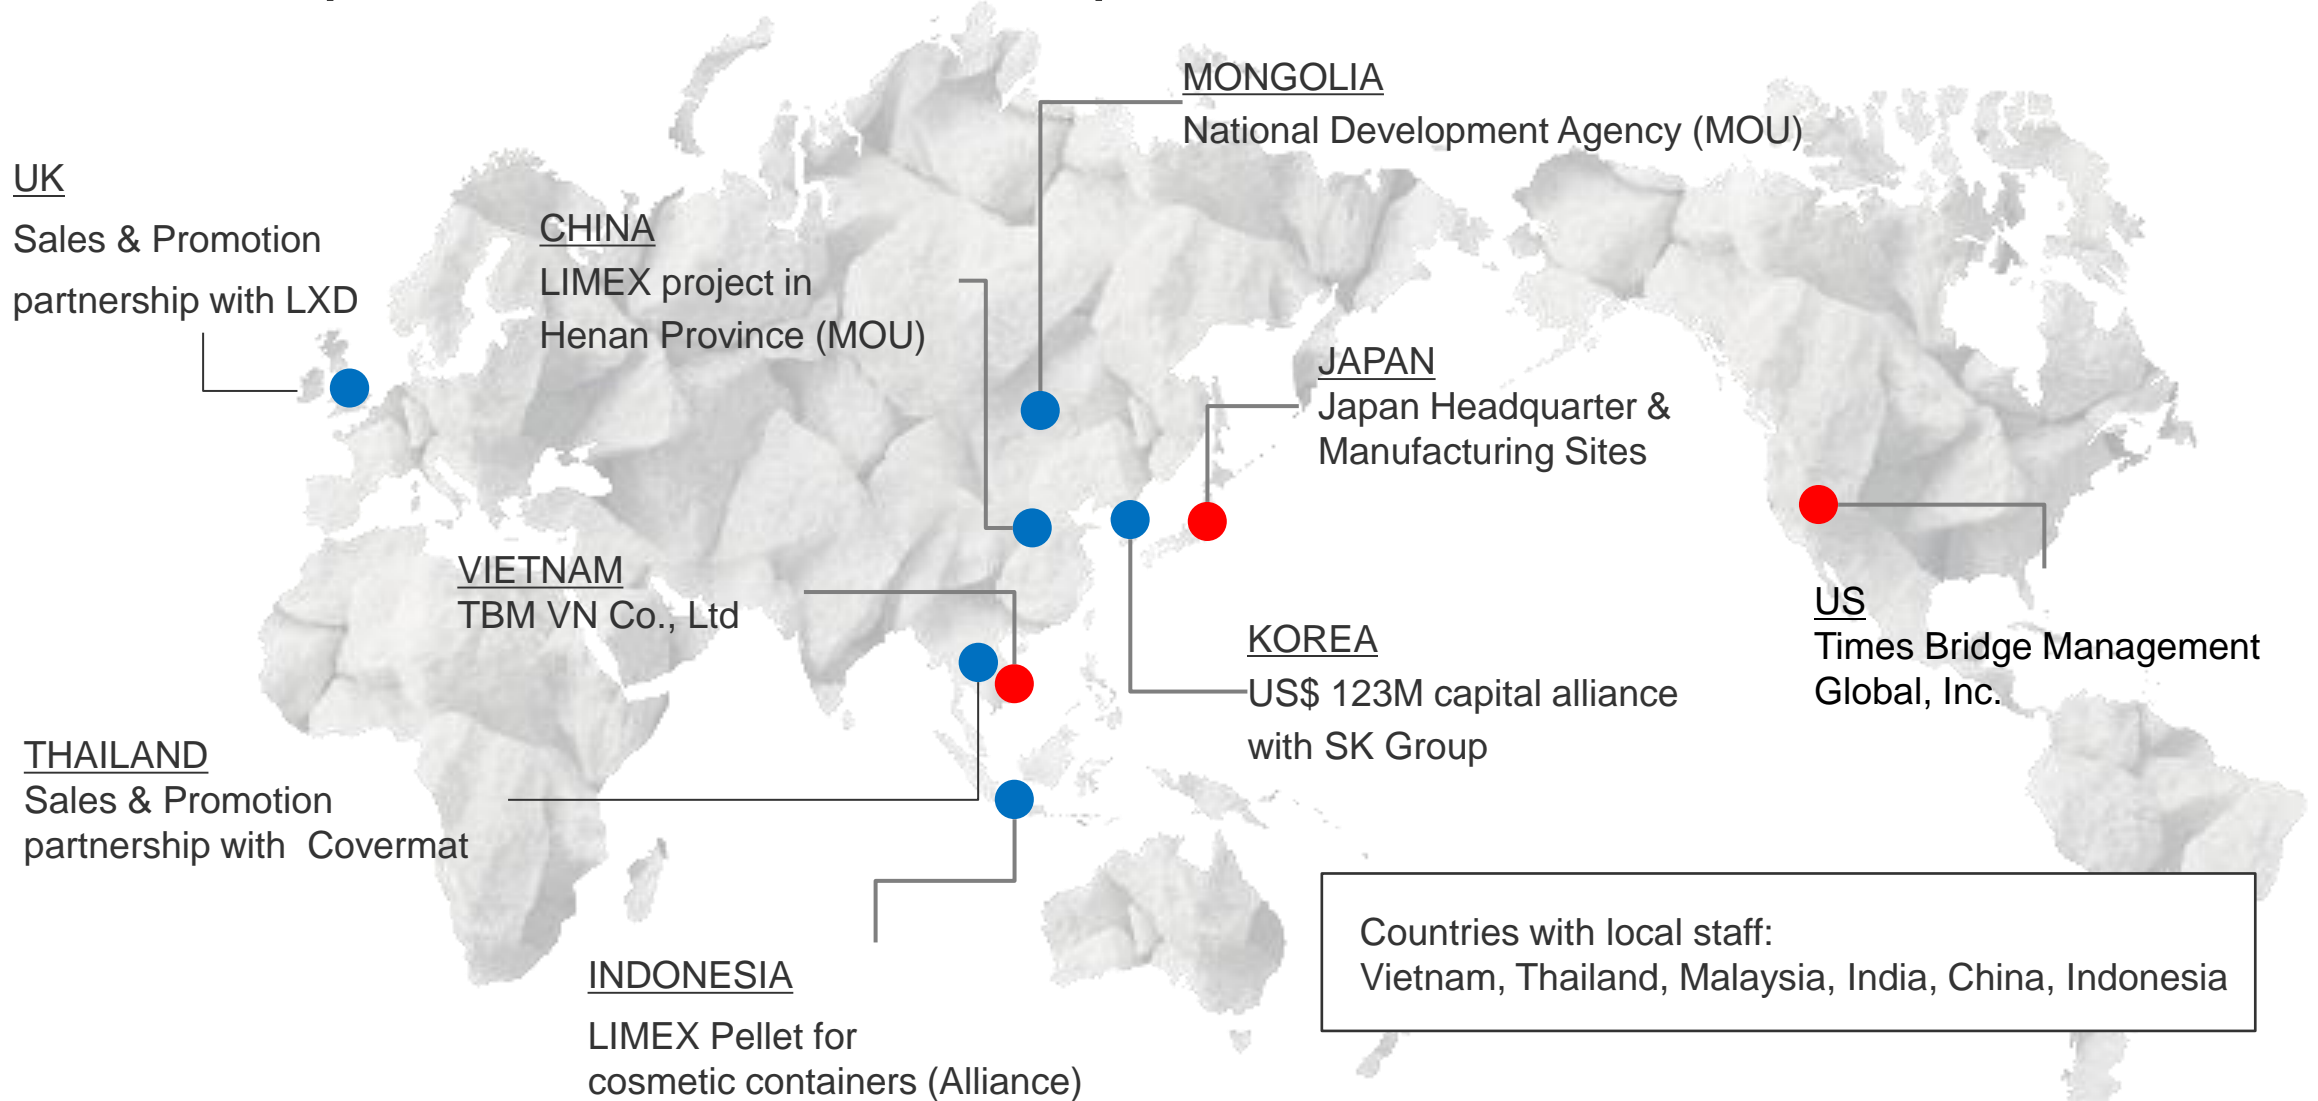 MONGOLIA
National Development Agency (MOU)
UK
Sales & Promotion
partnership with LXD
CHINA
LIMEX project in
Henan Province (MOU)
JAPAN
Japan Headquarter &
Manufacturing Sites
VIETNAM
TBM VN Co., Ltd
US
Times Bridge Management
Global, Inc.
KOREA
US$ 123M capital alliance
with SK Group
THAILAND
Sales & Promotion
partnership with  Covermat
INDONESIA
LIMEX Pellet for
cosmetic containers (Alliance)
Countries with local staff:
Vietnam, Thailand, Malaysia, India, China, Indonesia